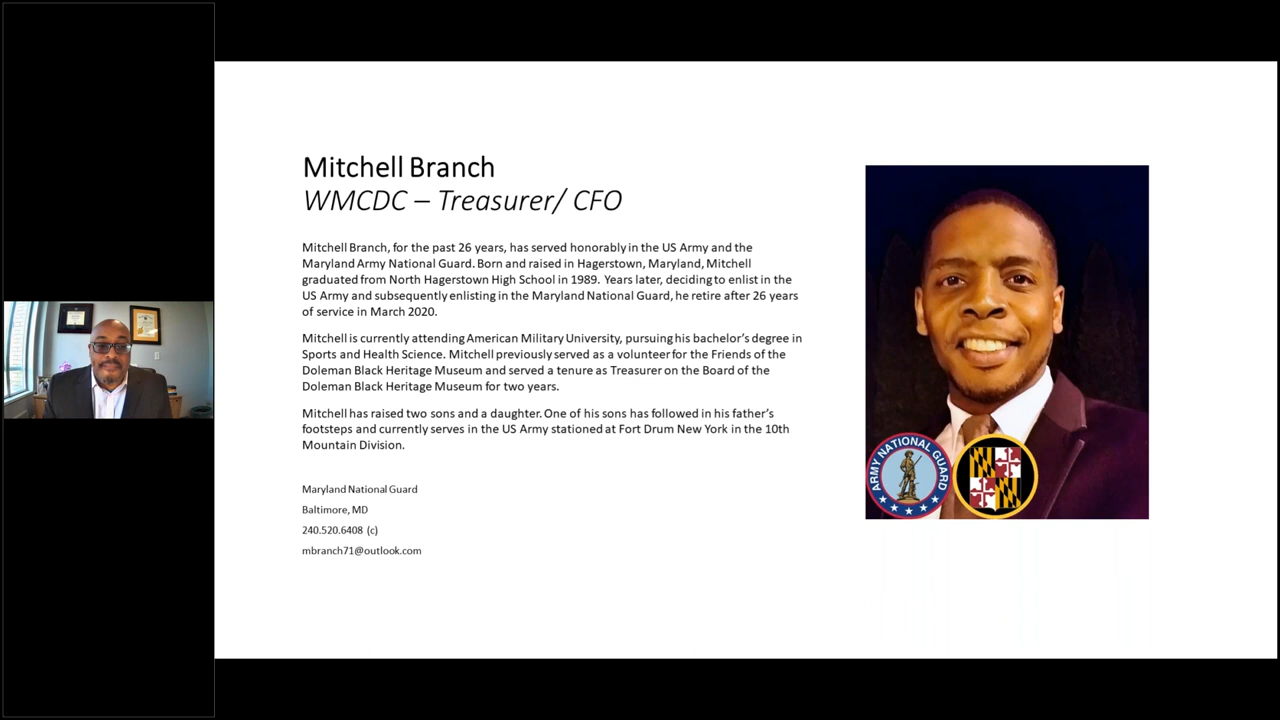 Mitchell Branch
WMCDC – Treasurer/ CFO
Mitchell Branch, for the past 26 years, has served honorably in the US Army and the
Maryland Army National Guard. Born and raised in Hagerstown, Maryland, Mitchell
graduated from North Hagerstown High School in 1989.  Years later, deciding to enlist in the
US Army and subsequently enlisting in the Maryland National Guard, he retire after 26 years
of service in March 2020.
Mitchell is currently attending American Military University, pursuing his bachelor's degree in
Sports and Health Science. Mitchell previously served as a volunteer for the Friends of the
Doleman Black Heritage Museum and served a tenure as Treasurer on the Board of the
Doleman Black Heritage Museum for two years.
Mitchell has raised two sons and a daughter. One of his sons has followed in his father's
footsteps and currently serves in the US Army stationed at Fort Drum New York in the 10th
Mountain Division.
Maryland National Guard
Baltimore, MD
240.520.6408 (c)
mbranch71@outlook.com
ARMY NATIONAL GUARD